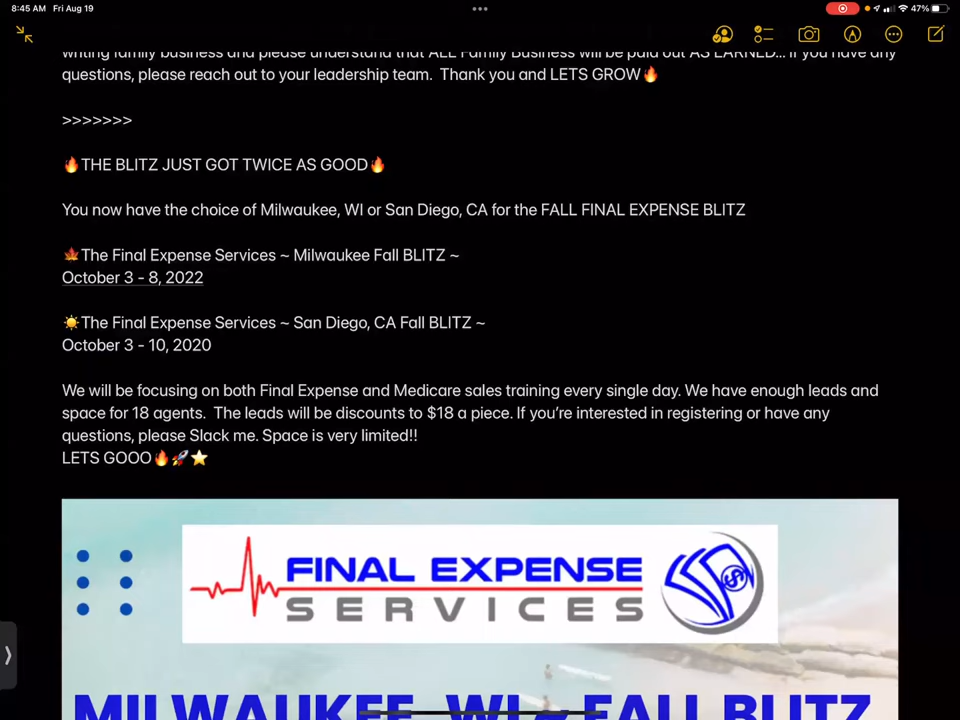 8:45 AM Fri Aug 19
47%
writing family business and please understand that ALL Family Business will be paid out AS EARNED... If you have any
questions, please reach out to your leadership team. Thank you and LETS GROW🔥
>>>>>>>
🔥THE BLITZ JUST GOT TWICE AS GOOD🔥
You now have the choice of Milwaukee, WI or San Diego, CA for the FALL FINAL EXPENSE BLITZ
🍁The Final Expense Services ~ Milwaukee Fall BLITZ ~
October 3 - 8, 2022
☀️The Final Expense Services ~ San Diego, CA Fall BLITZ ~
October 3 - 10, 2020
We will be focusing on both Final Expense and Medicare sales training every single day. We have enough leads and
space for 18 agents. The leads will be discounts to $18 a piece. If you're interested in registering or have any
questions, please Slack me. Space is very limited!!
LETS GOOO🔥🚀⭐
FINAL EXPENSE
SERVICES
MILWAUKEE, WI ~ FALL BLITZ